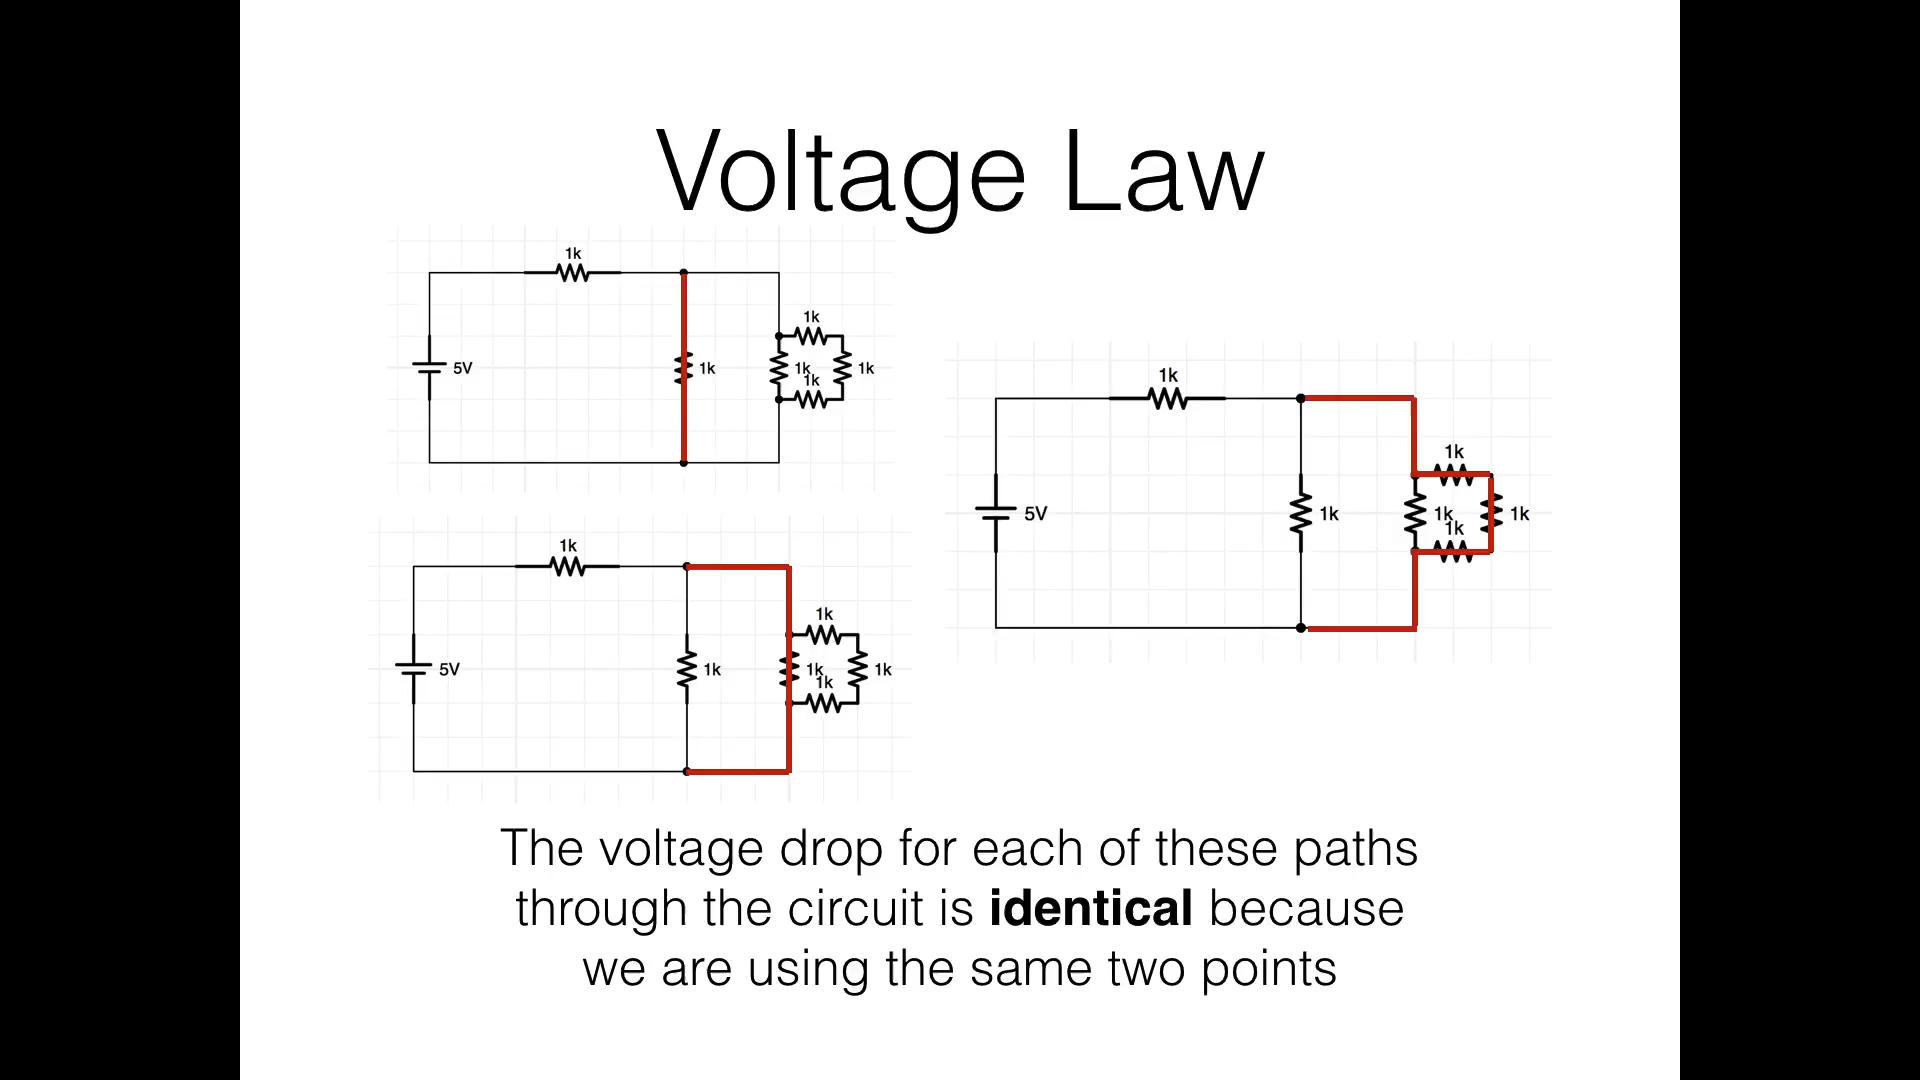 Voltage Law
1k
5V
1k
1k
1k
1k
1k
1k
5V
1k
1k
1k
1k
1k
1k
5V
1k
1k
1k
1k
1k
The voltage drop for each of these paths
through the circuit is identical because
we are using the same two points